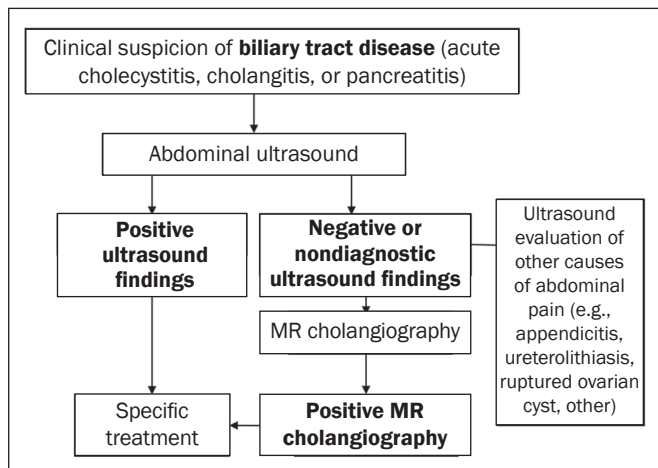 Clinical suspicion of biliary tract disease (acute
cholecystitis, cholangitis, or pancreatitis)
Abdominal ultrasound
Positive
ultrasound
findings
Negative or
nondiagnostic
ultrasound findings
Ultrasound
evaluation of
other causes
of abdominal
pain (e.g.,
appendicitis,
ureterolithiasis,
ruptured ovarian
cyst, other)
MR cholangiography
Specific
treatment
Positive MR
cholangiography